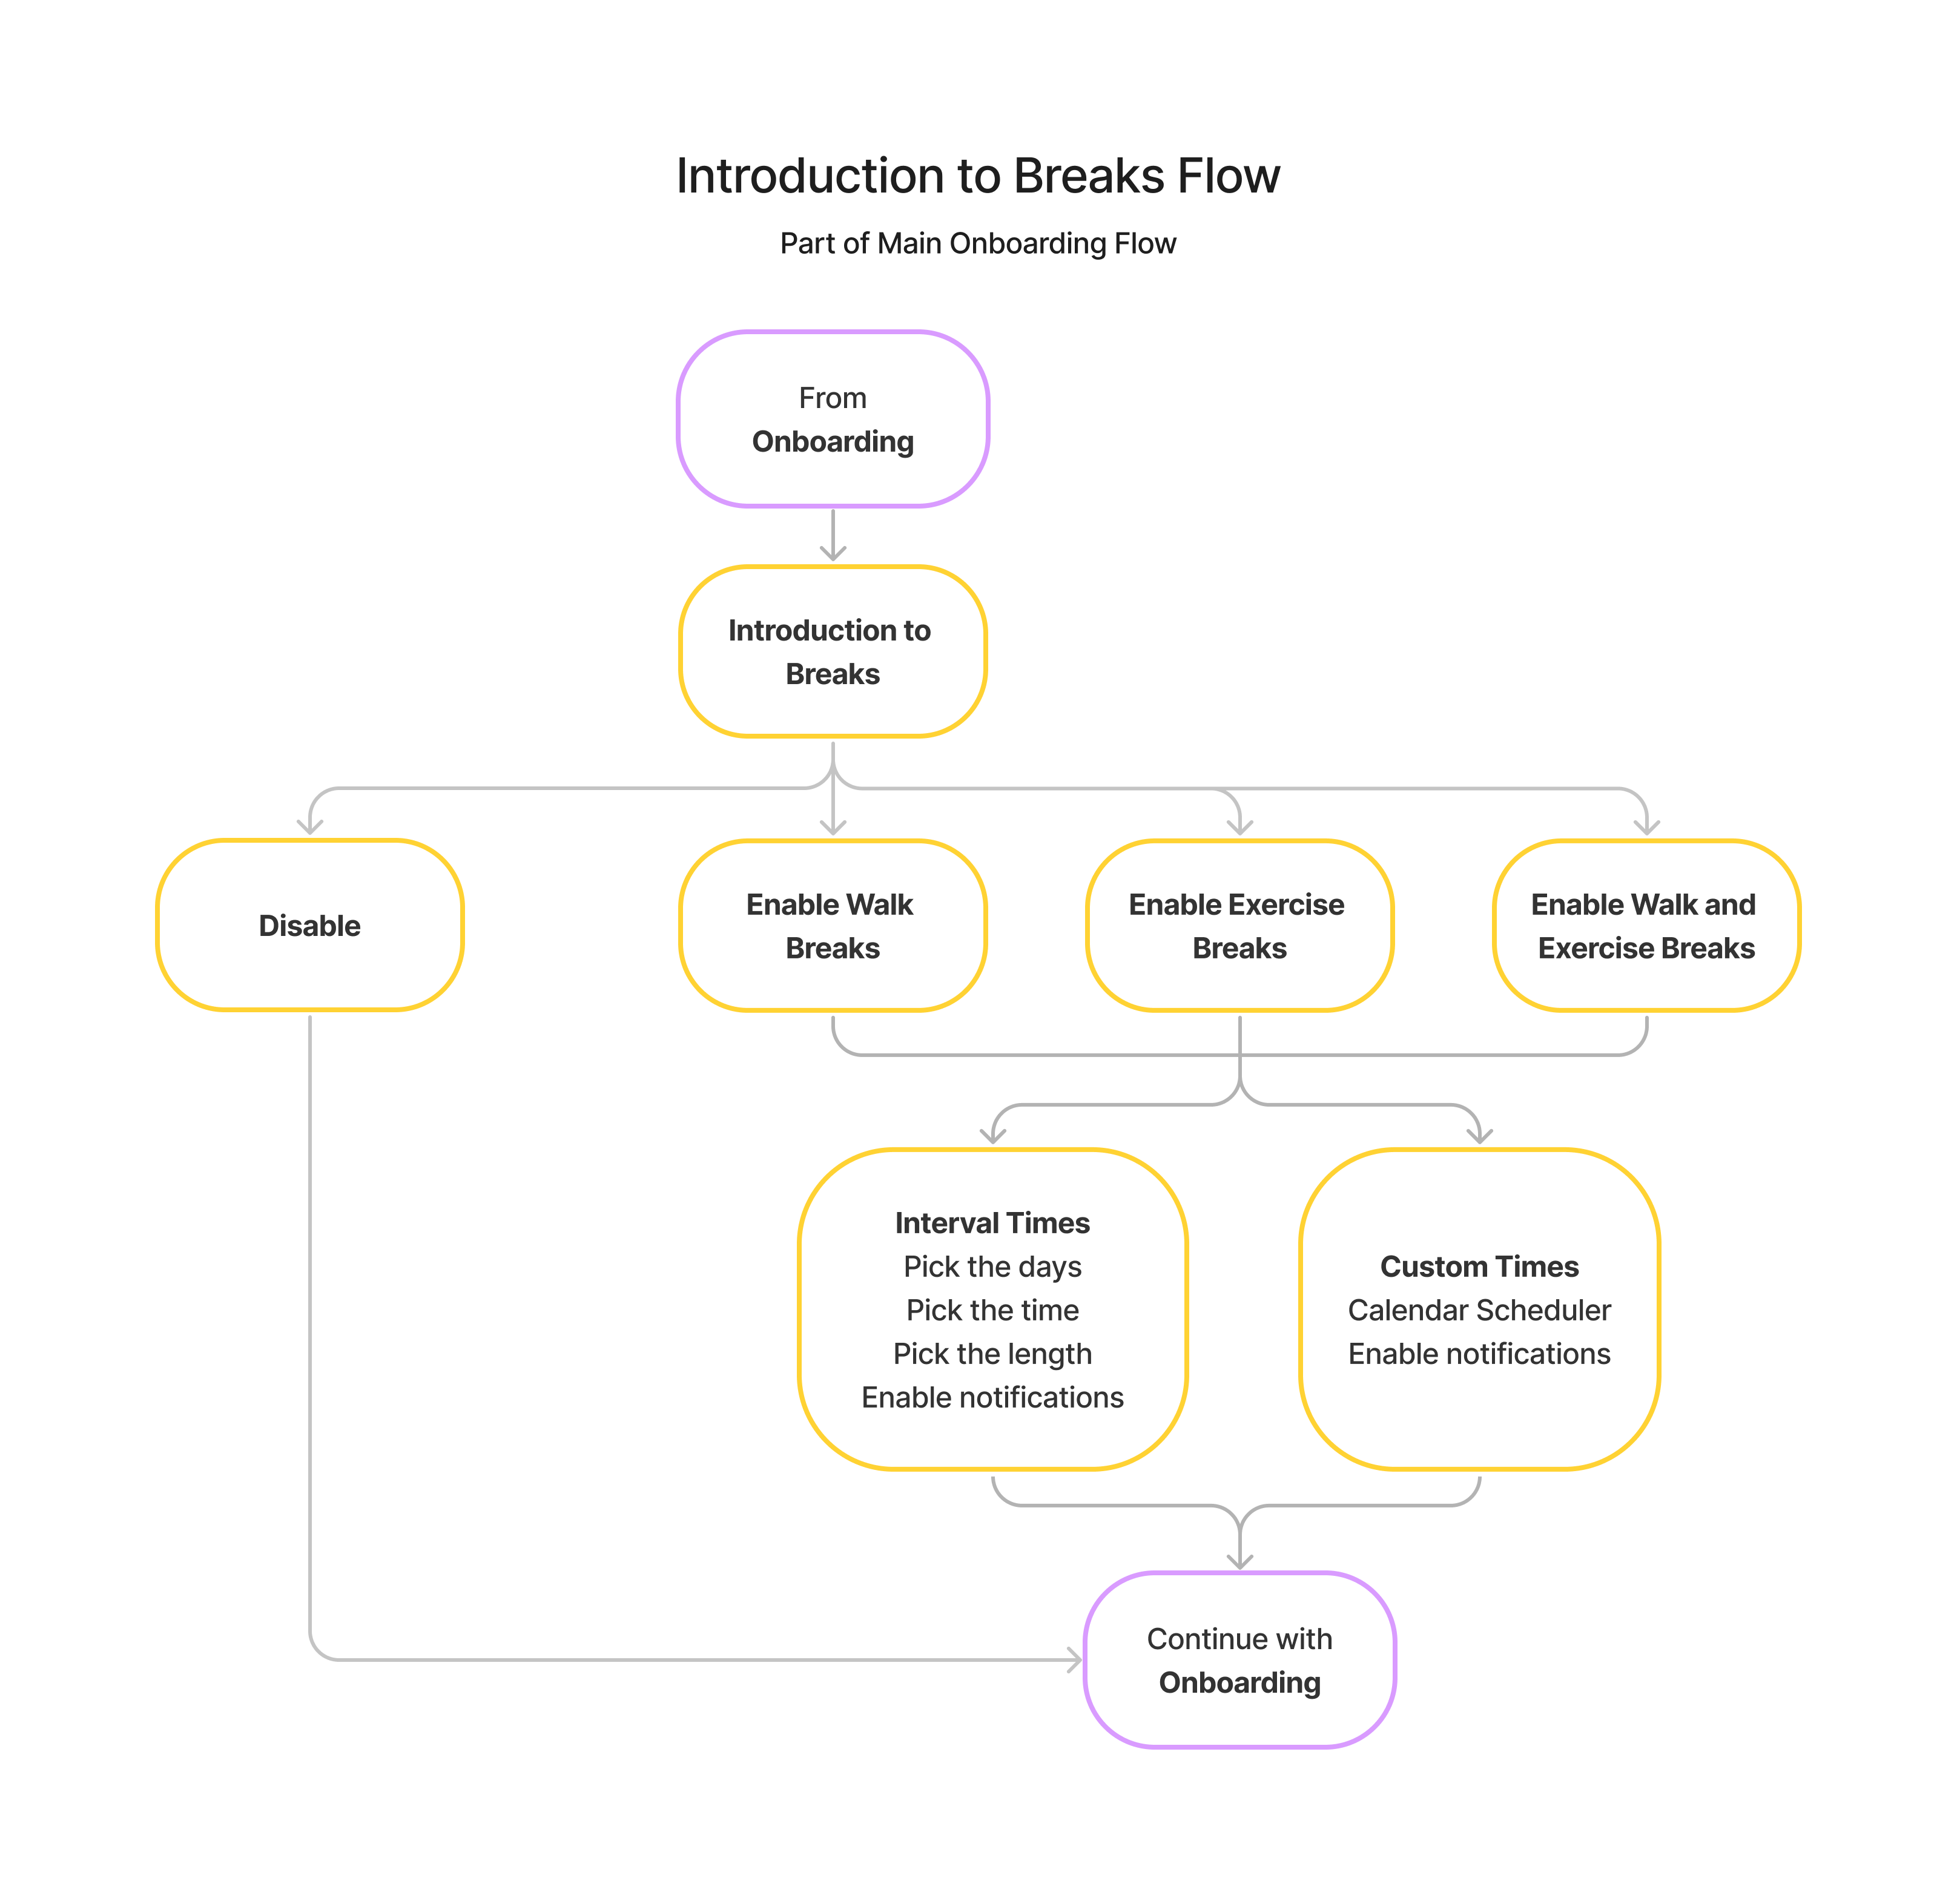 Introduction to Breaks Flow
Part of Main Onboarding Flow
From
Onboarding
Introduction to
Breaks
Disable
Enable Walk
Breaks
Enable Exercise
Breaks
Enable Walk and
Exercise Breaks
Interval Times
Pick the days
Pick the time
Pick the length
Enable notifications
Custom Times
Calendar Scheduler
Enable notifications
Continue with
Onboarding